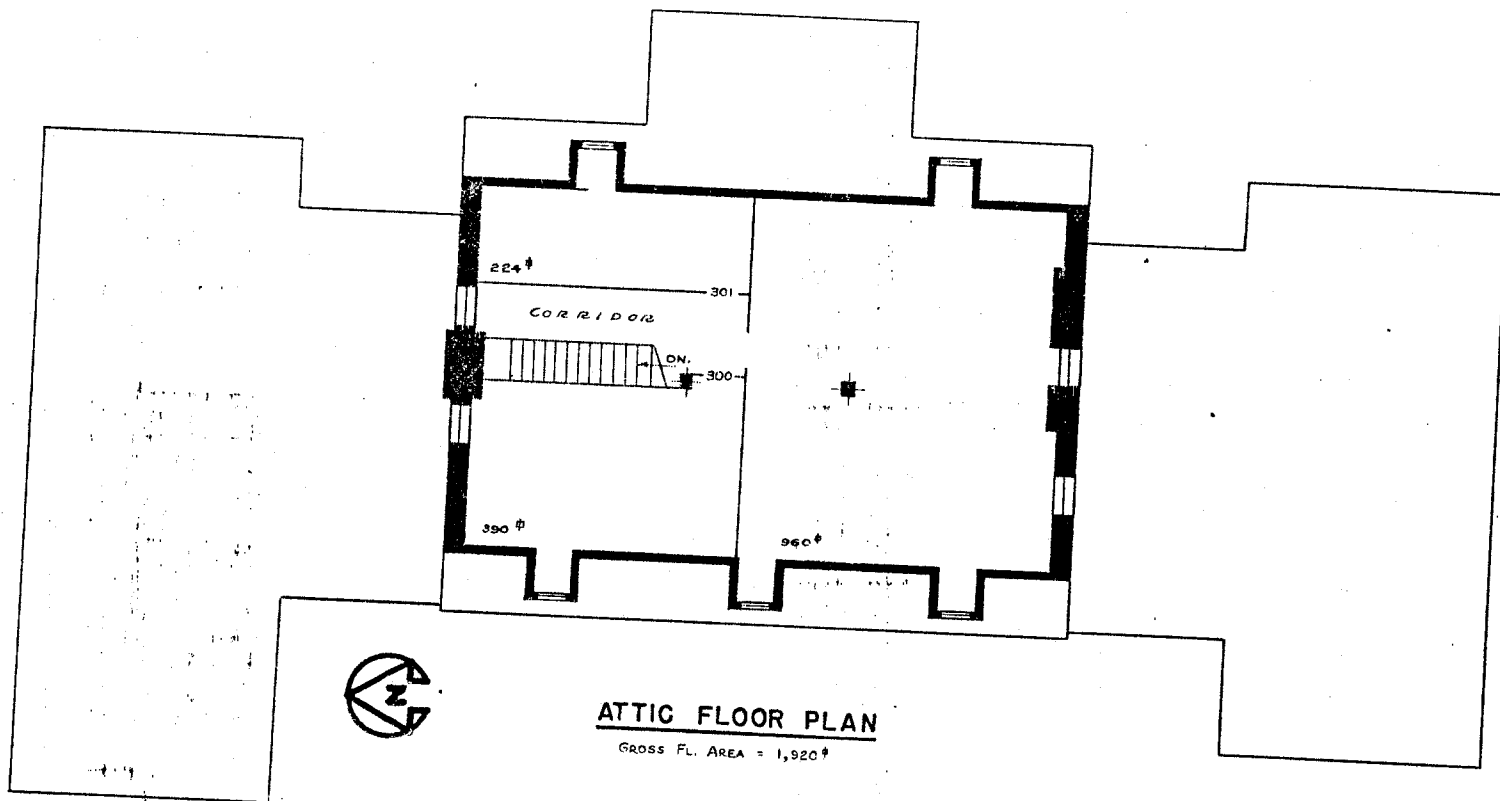 224⌀
301
CORRIDOR
DN.
300
390⌀
960⌀
Z
ATTIC FLOOR PLAN
GROSS FL. AREA = 1,920⌀